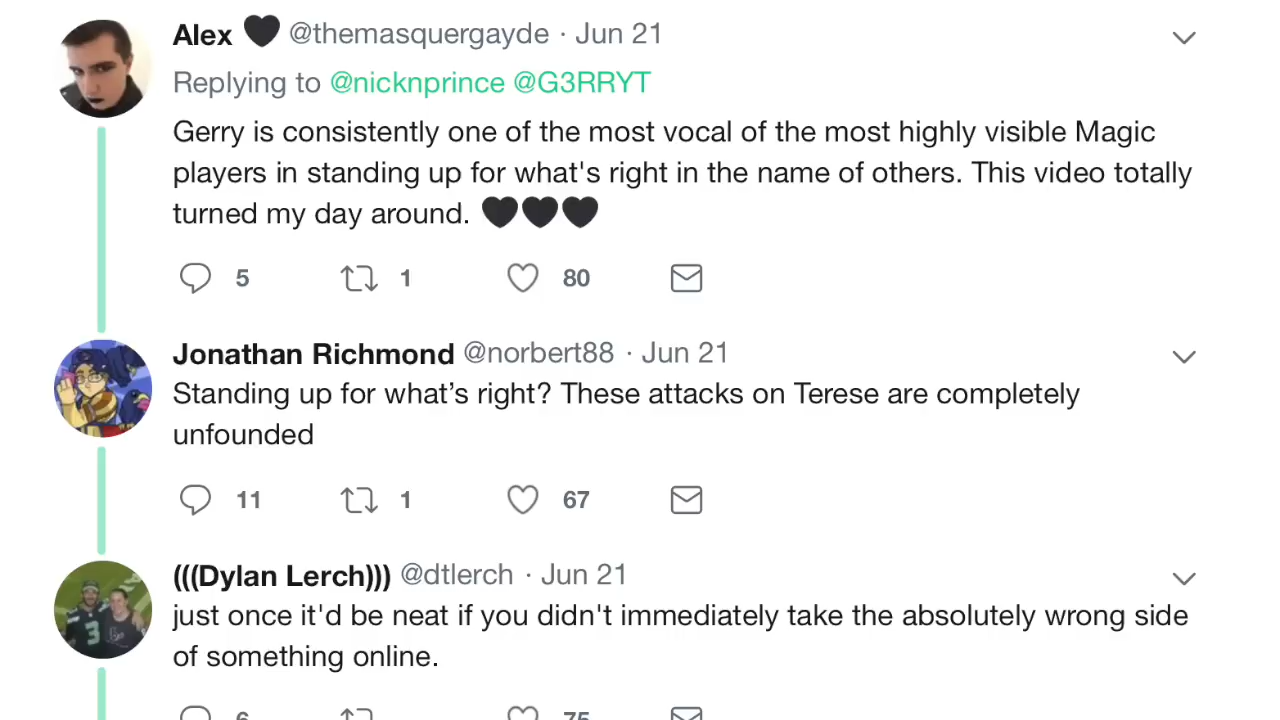 Alex 🖤 @themasquergayde · Jun 21
Replying to @nicknprince @G3RRYT
Gerry is consistently one of the most vocal of the most highly visible Magic
players in standing up for what's right in the name of others. This video totally
turned my day around. 🖤🖤🖤
5 1 80
Jonathan Richmond @norbert88 · Jun 21
Standing up for what’s right? These attacks on Terese are completely
unfounded
11 1 67
(((Dylan Lerch))) @dtlerch · Jun 21
just once it'd be neat if you didn't immediately take the absolutely wrong side
of something online.
6 75